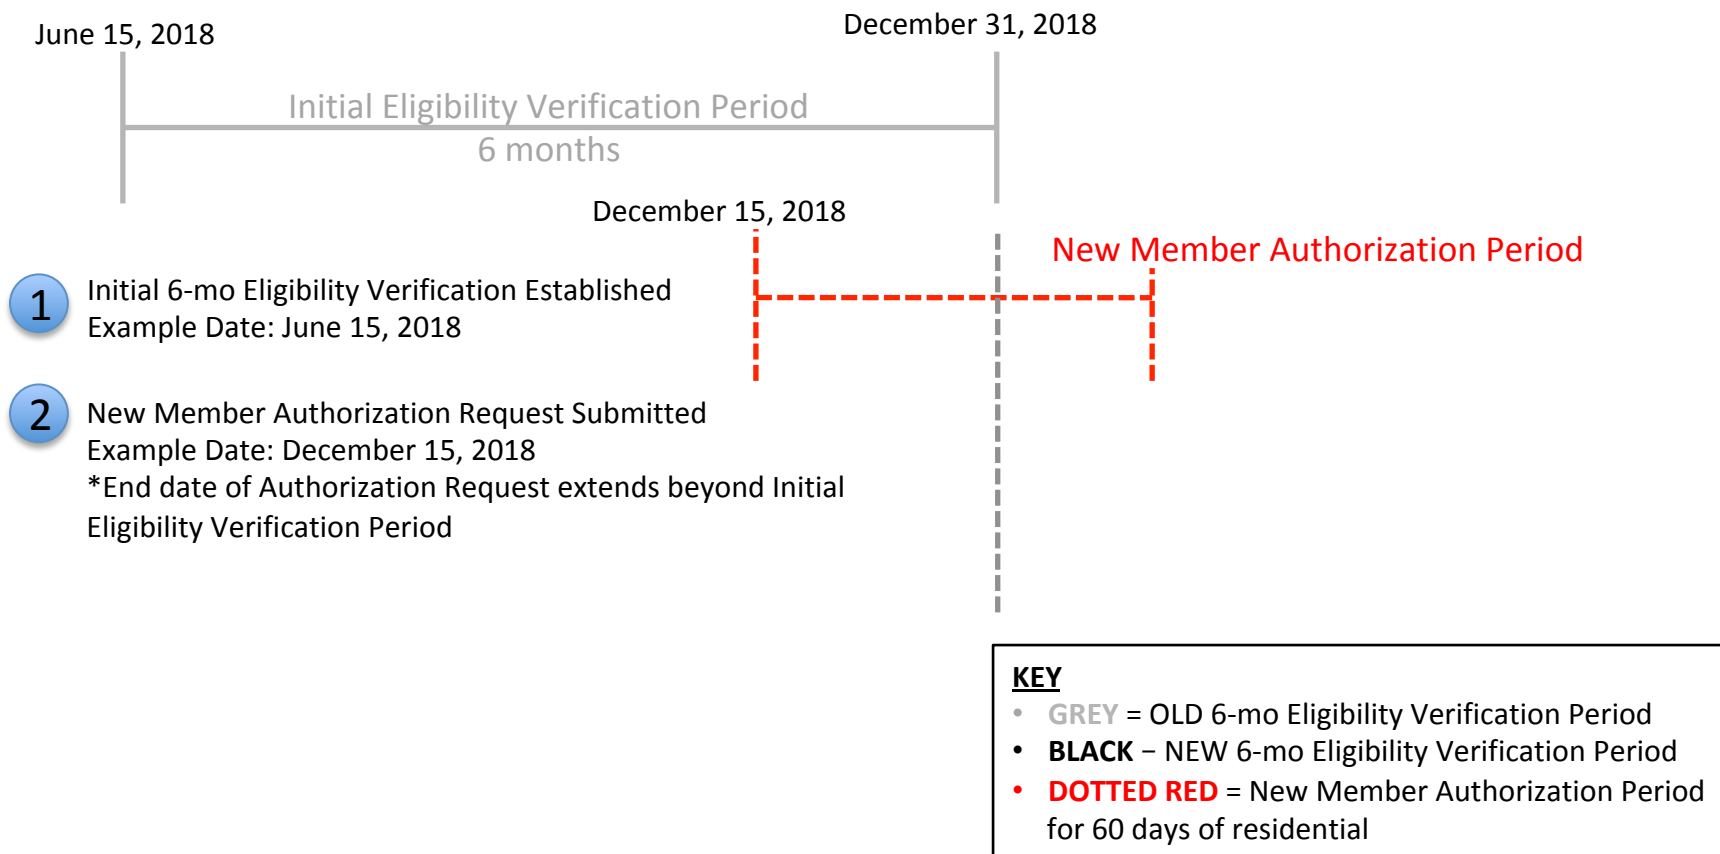 June 15, 2018
December 31, 2018
Initial Eligibility Verification Period
6 months
December 15, 2018
New Member Authorization Period
1
Initial 6-mo Eligibility Verification Established
Example Date: June 15, 2018
2
New Member Authorization Request Submitted
Example Date: December 15, 2018
*End date of Authorization Request extends beyond Initial
Eligibility Verification Period
KEY
• GREY = OLD 6-mo Eligibility Verification Period
• BLACK – NEW 6-mo Eligibility Verification Period
• DOTTED RED = New Member Authorization Period
for 60 days of residential